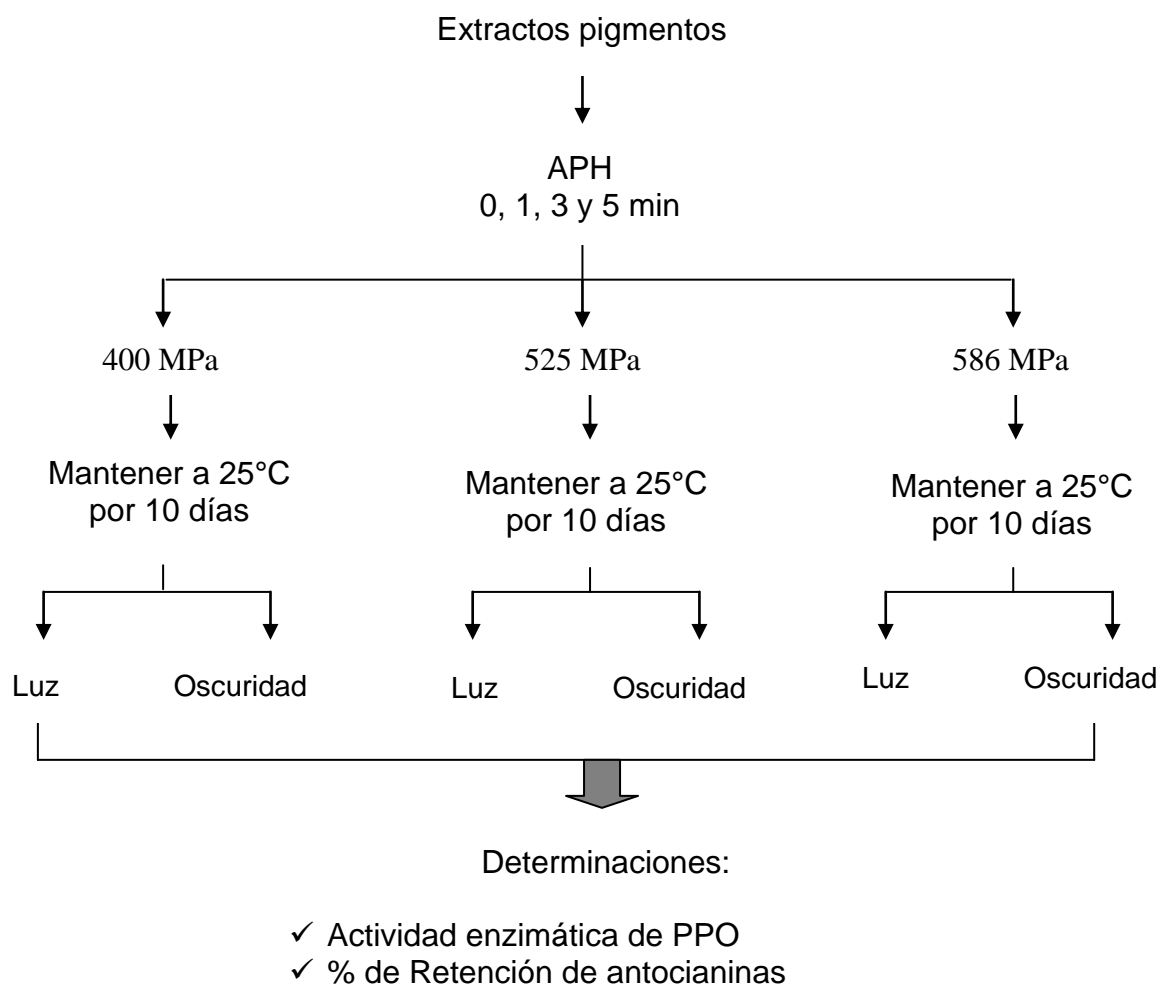 Extractos pigmentos
APH
0, 1, 3 y 5 min
400 MPa
525 MPa
586 MPa
Mantener a 25°C
por 10 días
Mantener a 25°C
por 10 días
Mantener a 25°C
por 10 días
Luz
Oscuridad
Luz
Oscuridad
Luz
Oscuridad
Determinaciones:
✓ Actividad enzimática de PPO
✓ % de Retención de antocianinas